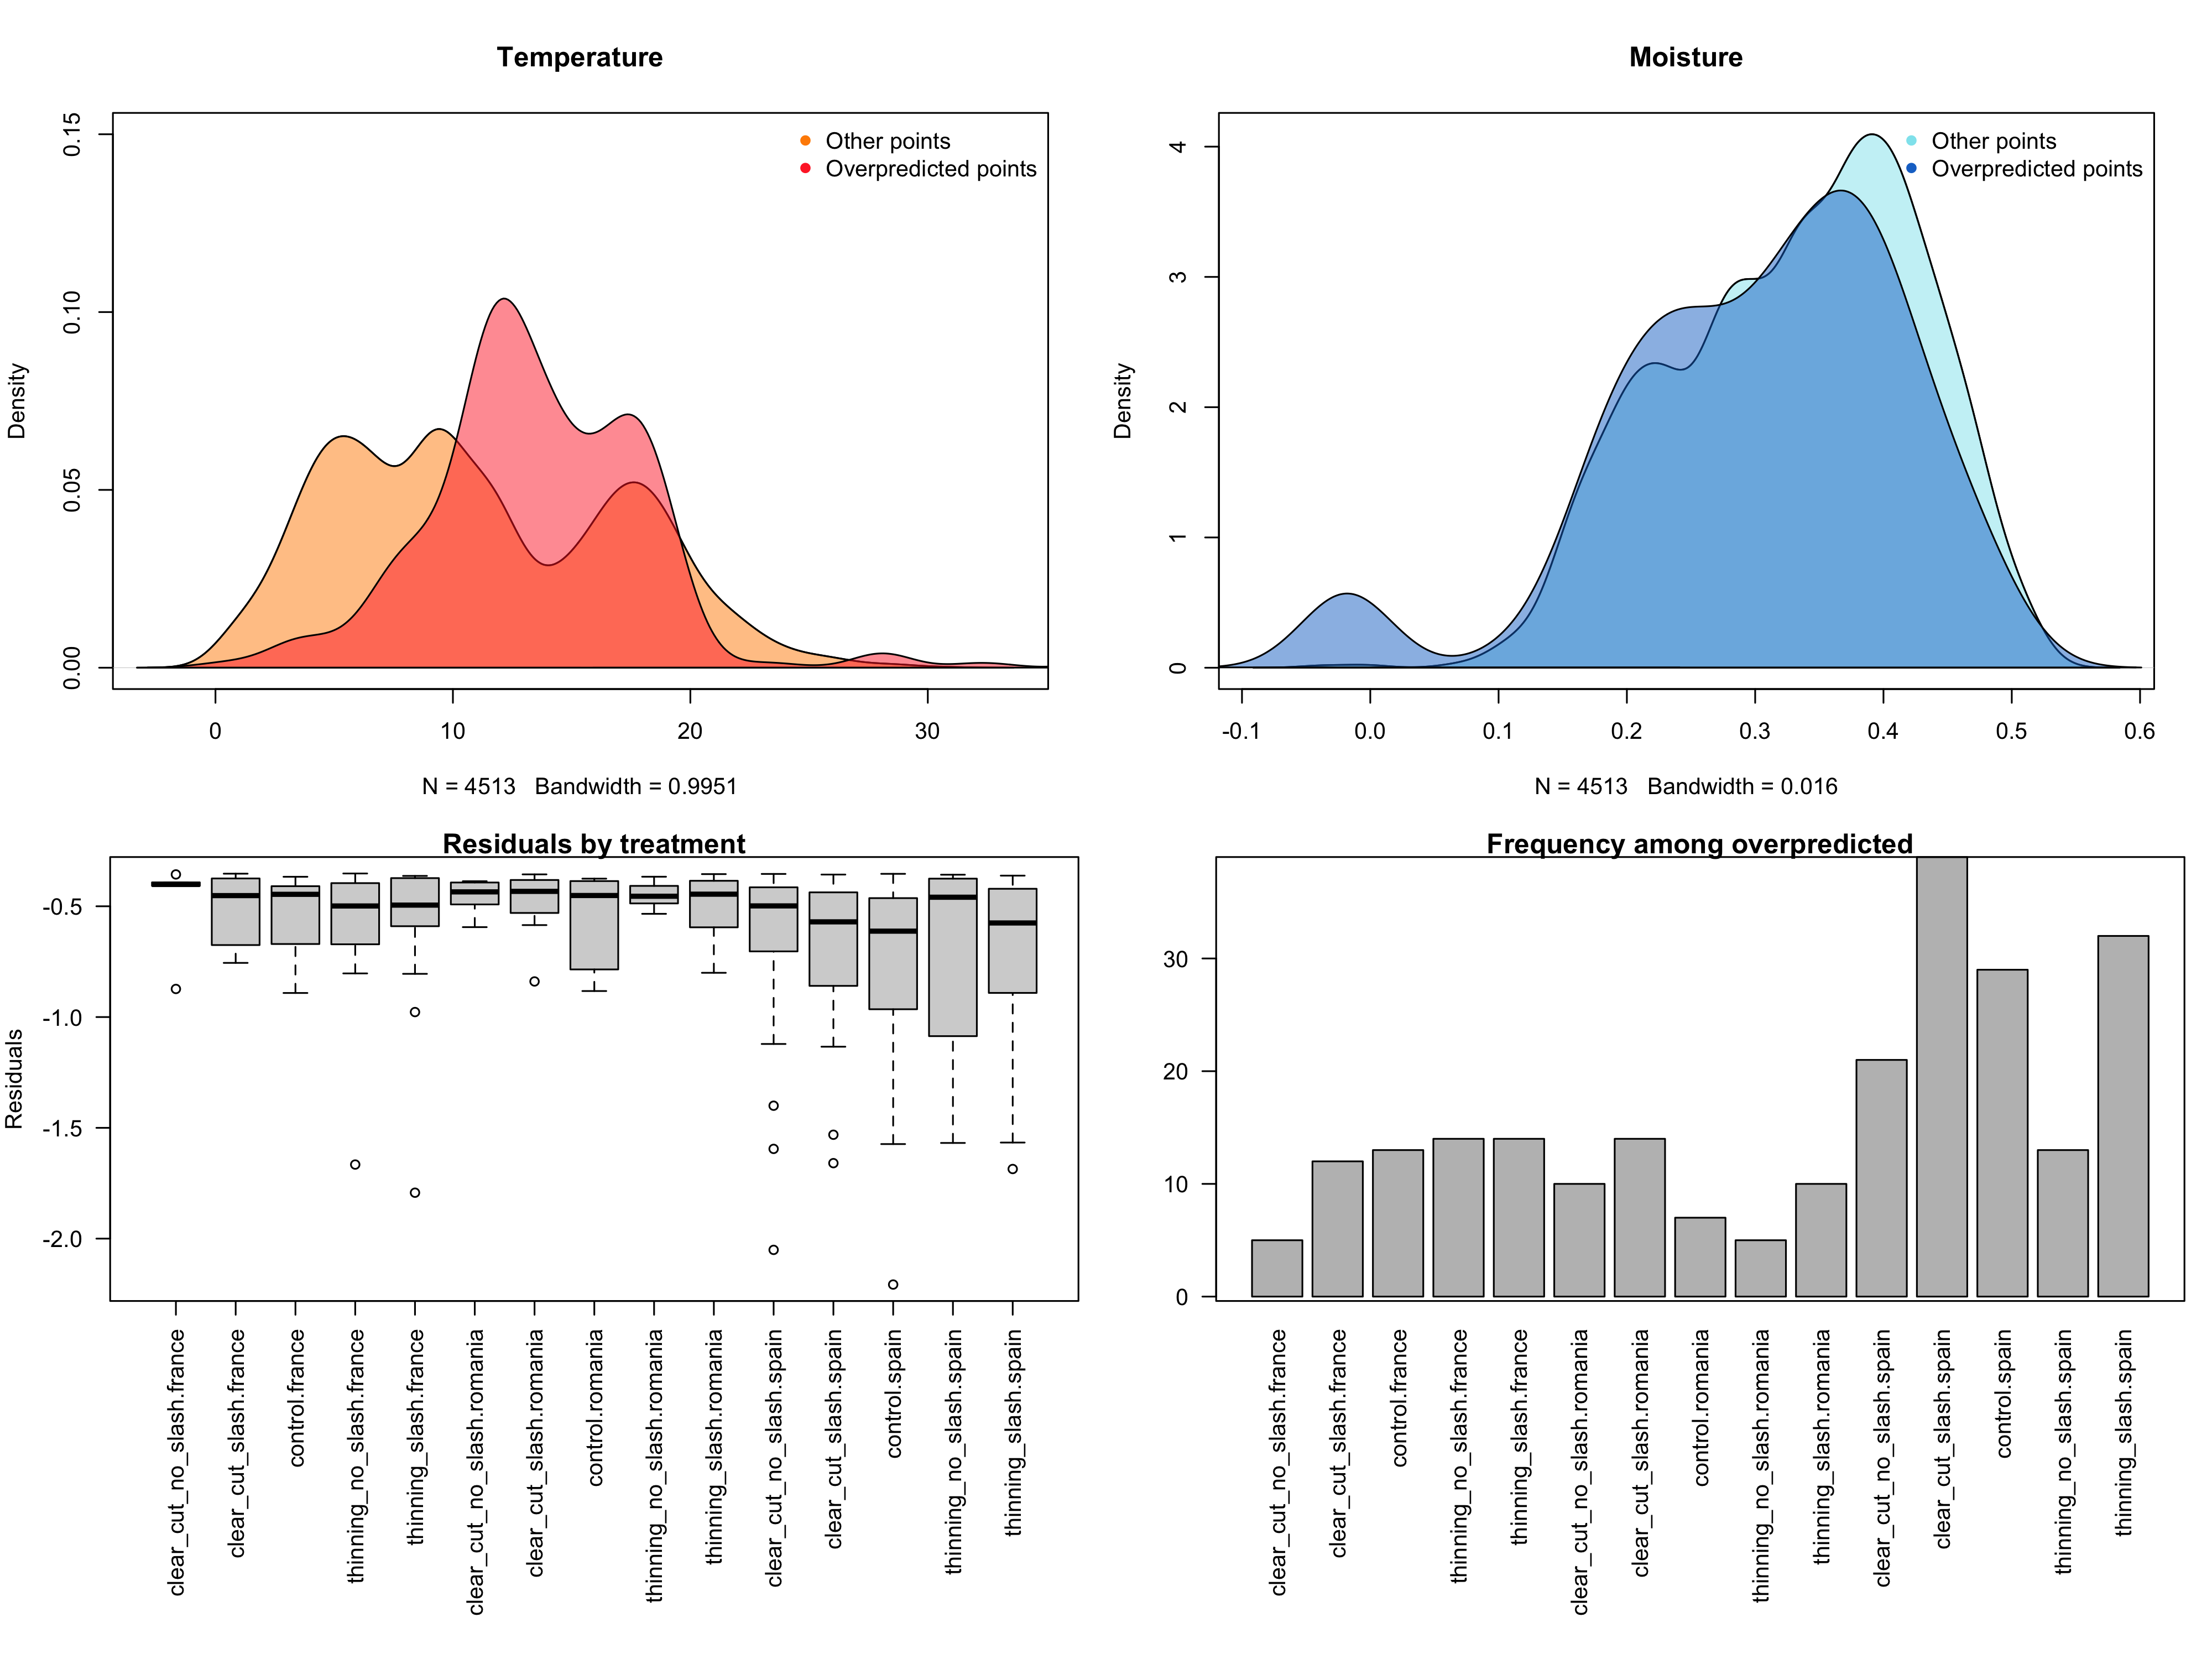 Temperature
Density
0.15
0.10
0.05
0.00
Other points
Overpredicted points
0 10 20 30
N = 4513 Bandwidth = 0.9951
Moisture
Density
4
3
2
1
0
Other points
Overpredicted points
-0.1 0.0 0.1 0.2 0.3 0.4 0.5 0.6
N = 4513 Bandwidth = 0.016
Residuals by treatment
Residuals
-0.5
-1.0
-1.5
-2.0
clear_cut_no_slash.france
clear_cut_slash.france
control.france
thinning_no_slash.france
thinning_slash.france
clear_cut_no_slash.romania
clear_cut_slash.romania
control.romania
thinning_no_slash.romania
thinning_slash.romania
clear_cut_no_slash.spain
clear_cut_slash.spain
control.spain
thinning_no_slash.spain
thinning_slash.spain
Frequency among overpredicted
30
20
10
0
clear_cut_no_slash.france
clear_cut_slash.france
control.france
thinning_no_slash.france
thinning_slash.france
clear_cut_no_slash.romania
clear_cut_slash.romania
control.romania
thinning_no_slash.romania
thinning_slash.romania
clear_cut_no_slash.spain
clear_cut_slash.spain
control.spain
thinning_no_slash.spain
thinning_slash.spain